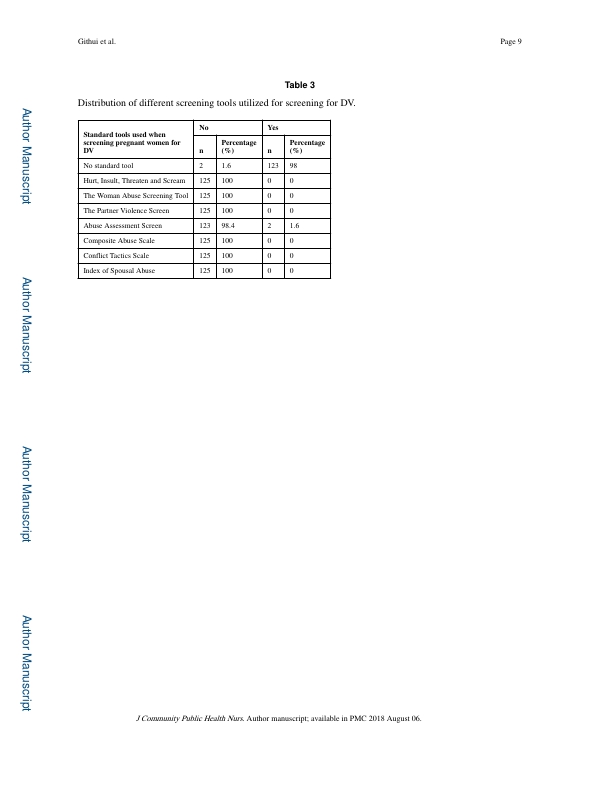 Githui et al.
Page 9
Table 3
Distribution of different screening tools utilized for screening for DV.
Standard tools used when screening pregnant women for DV
No
Yes
n
Percentage (%)
n
Percentage (%)
No standard tool 2 1.6 123 98
Hurt, Insult, Threaten and Scream 125 100 0 0
The Woman Abuse Screening Tool 125 100 0 0
The Partner Violence Screen 125 100 0 0
Abuse Assessment Screen 123 98.4 2 1.6
Composite Abuse Scale 125 100 0 0
Conflict Tactics Scale 125 100 0 0
Index of Spousal Abuse 125 100 0 0
J Community Public Health Nurs. Author manuscript; available in PMC 2018 August 06.
Author Manuscript
Author Manuscript
Author Manuscript
Author Manuscript